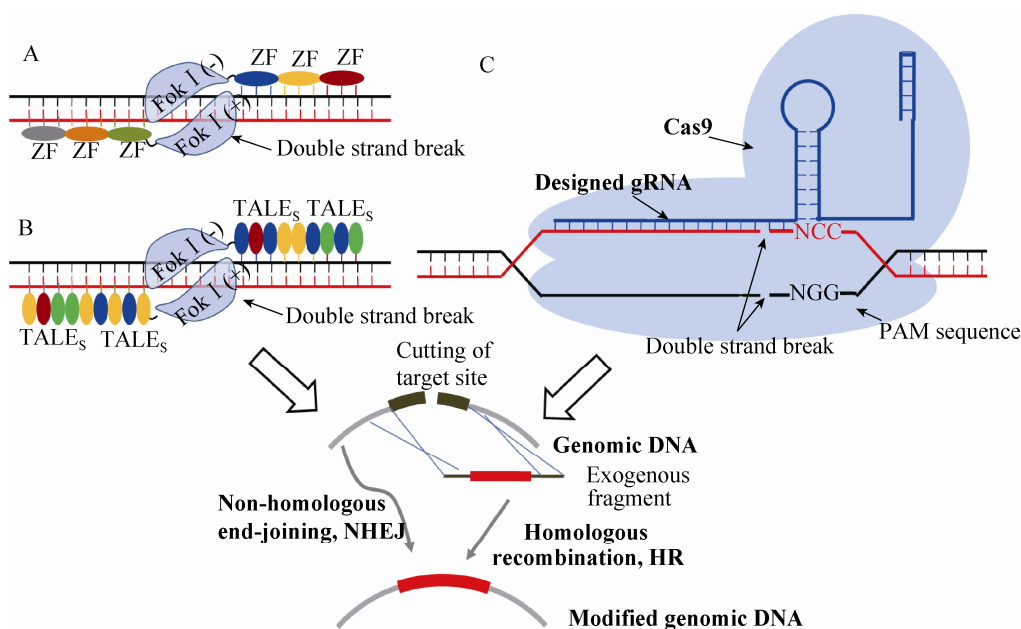 A
ZF ZF ZF
Fok I (-)
Fok I (+)
ZF ZF ZF
Double strand break
B
TALEs TALEs
Fok I (-)
Fok I (+)
TALEs TALEs
Double strand break
C
Cas9
Designed gRNA
NCC
NGG
PAM sequence
Double strand break
Cutting of
target site
Genomic DNA
Exogenous
fragment
Non-homologous
end-joining, NHEJ
Homologous
recombination, HR
Modified genomic DNA